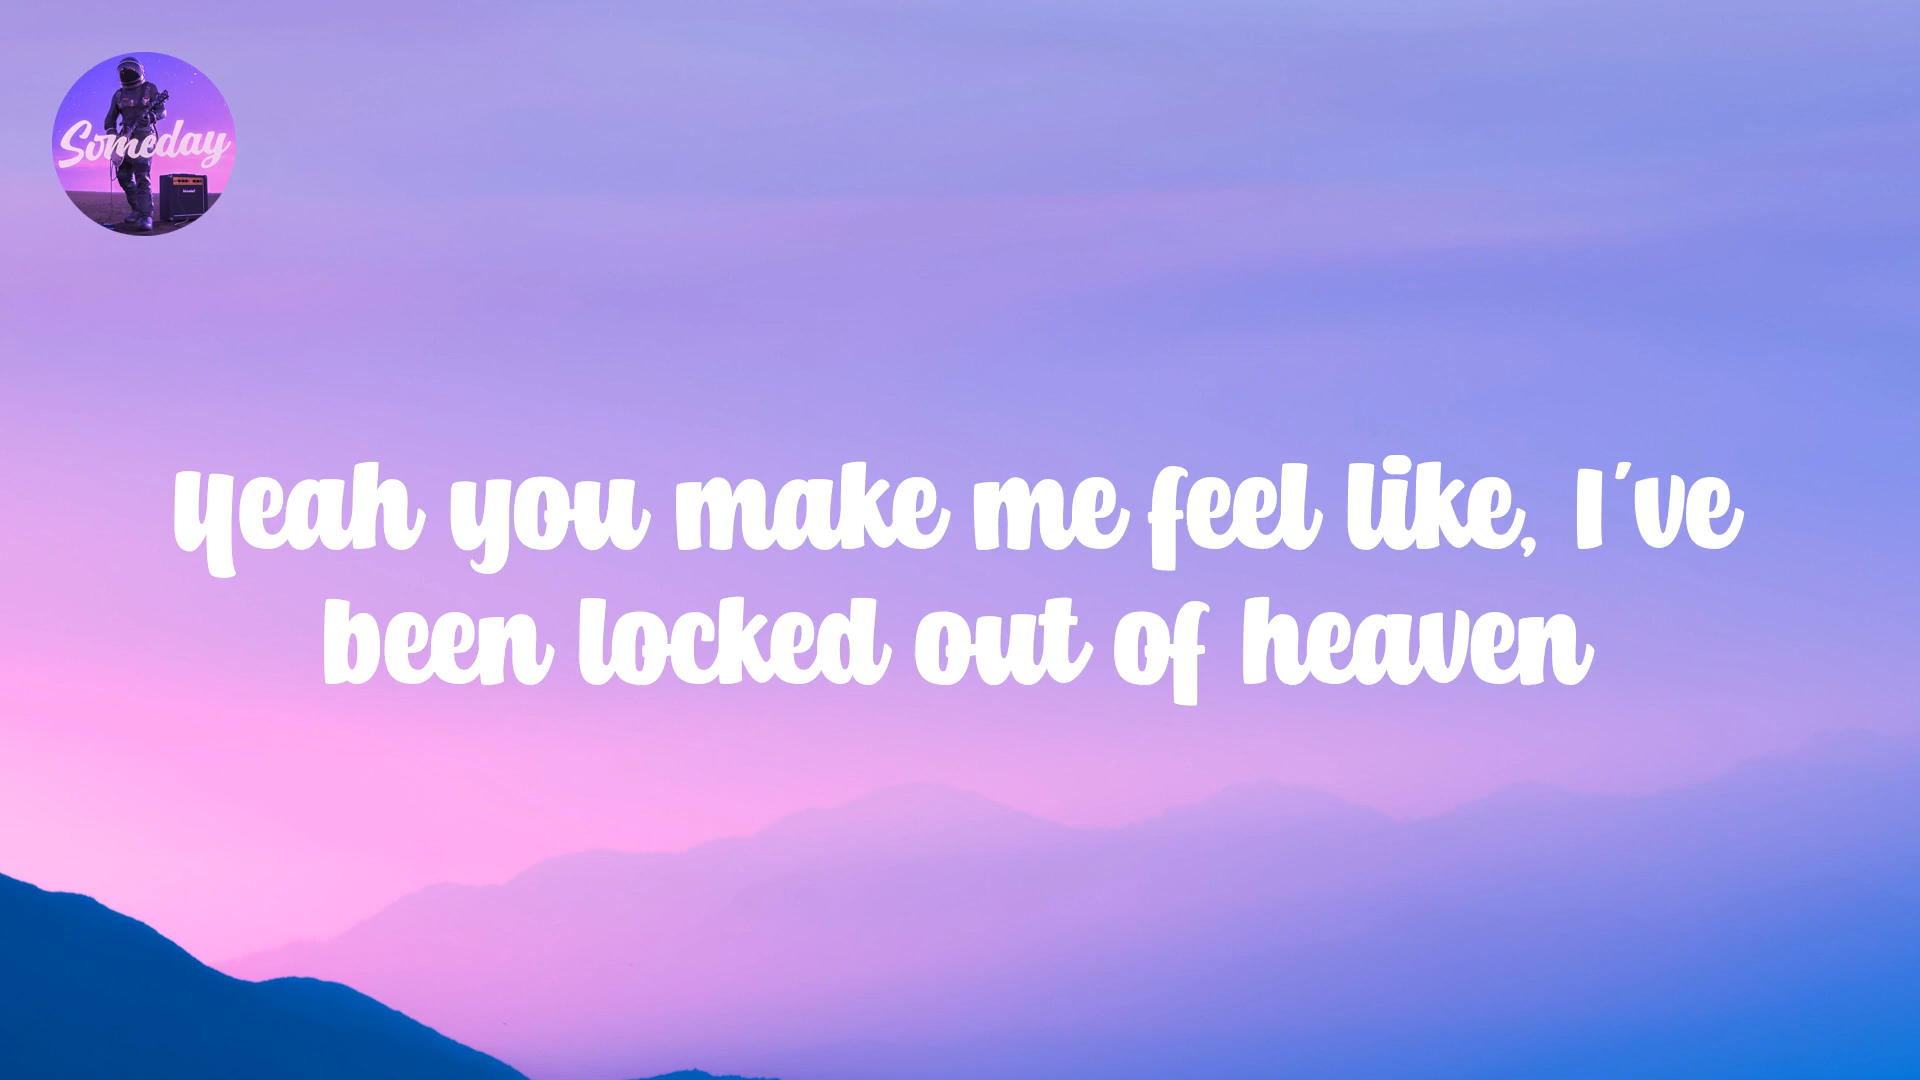 Someday
Yeah you make me feel like, I've
been locked out of heaven